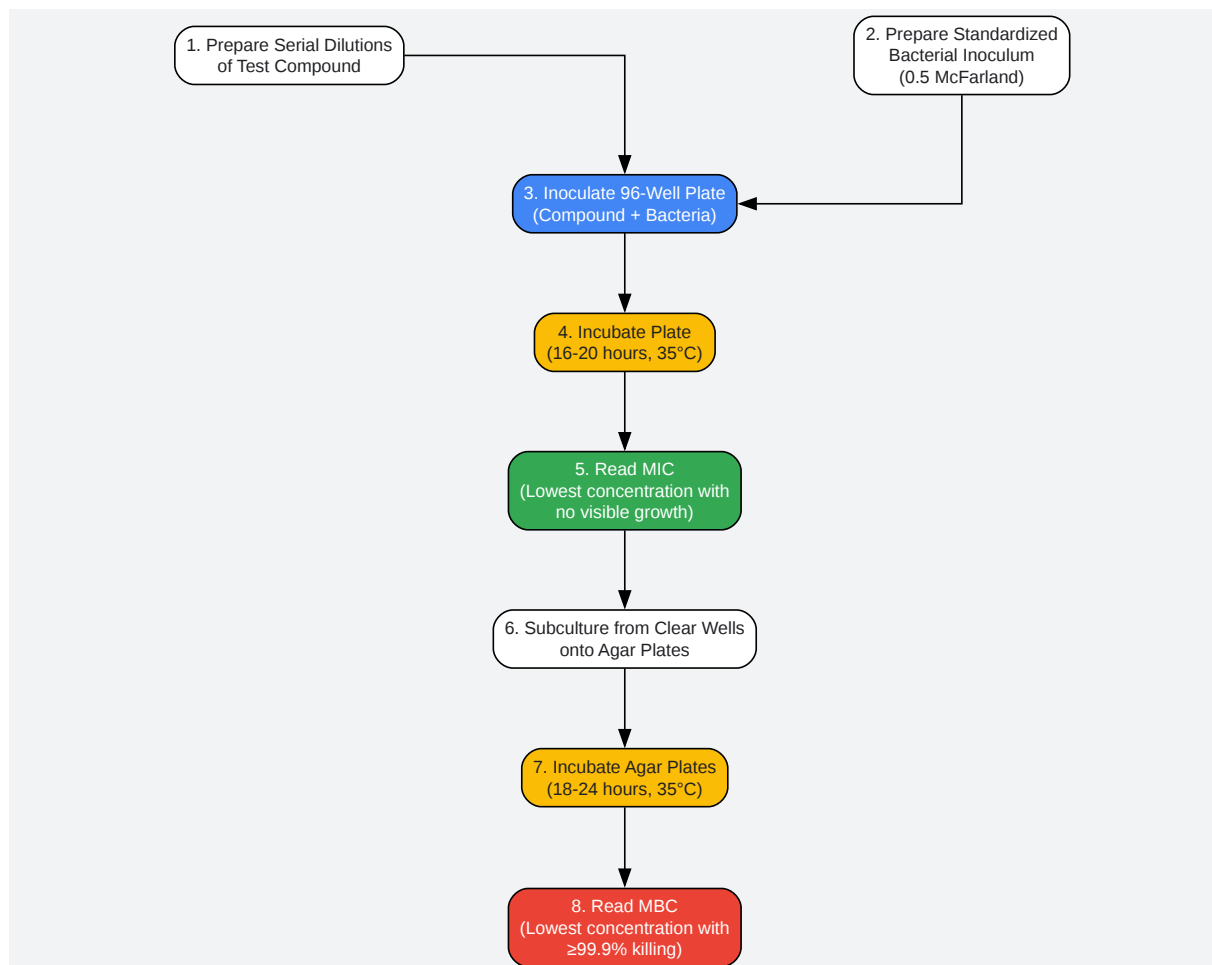 1. Prepare Serial Dilutions
of Test Compound
2. Prepare Standardized
Bacterial Inoculum
(0.5 McFarland)
3. Inoculate 96-Well Plate
(Compound + Bacteria)
4. Incubate Plate
(16-20 hours, 35°C)
5. Read MIC
(Lowest concentration with
no visible growth)
6. Subculture from Clear Wells
onto Agar Plates
7. Incubate Agar Plates
(18-24 hours, 35°C)
8. Read MBC
(Lowest concentration with
≥99.9% killing)